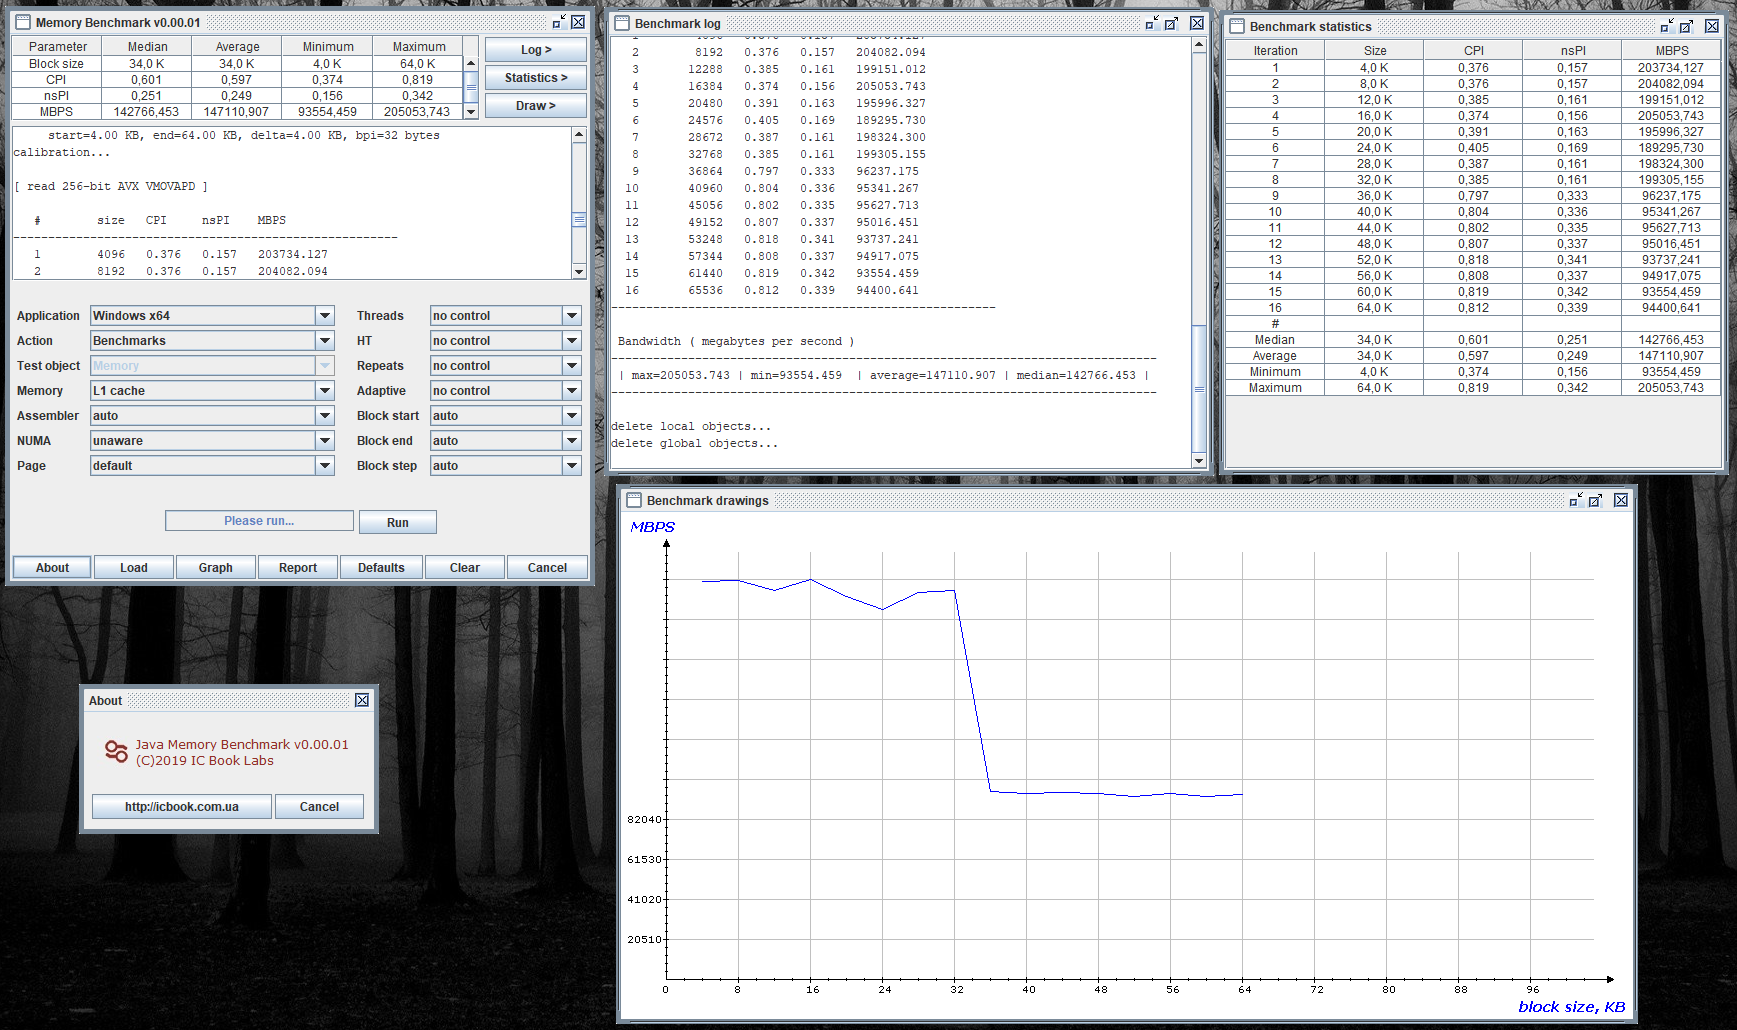 Memory Benchmark v0.00.01
Parameter Median Average Minimum Maximum
Block size 34,0 K 34,0 K 4,0 K 64,0 K
CPI 0,601 0,597 0,374 0,819
nsPI 0,251 0,249 0,156 0,342
MBPS 142766,453 147110,907 93554,459 205053,743
Log >
Statistics >
Draw >
start=4.00 KB, end=64.00 KB, delta=4.00 KB, bpi=32 bytes
calibration...
[ read 256-bit AVX VMOVAPD ]
# size CPI nsPI MBPS
-------------------------------------------------------
1 4096 0.376 0.157 203734.127
2 8192 0.376 0.157 204082.094
Application Windows x64 Threads no control
Action Benchmarks HT no control
Test object Memory Repeats no control
Memory L1 cache Adaptive no control
Assembler auto Block start auto
NUMA unaware Block end auto
Page default Block step auto
Please run... Run
About Load Graph Report Defaults Clear Cancel
Benchmark log
2 8192 0.376 0.157 204082.094
3 12288 0.385 0.161 199151.012
4 16384 0.374 0.156 205053.743
5 20480 0.391 0.163 195996.327
6 24576 0.405 0.169 189295.730
7 28672 0.387 0.161 198324.300
8 32768 0.385 0.161 199305.155
9 36864 0.797 0.333 96237.175
10 40960 0.804 0.336 95341.267
11 45056 0.802 0.335 95627.713
12 49152 0.807 0.337 95016.451
13 53248 0.818 0.341 93737.241
14 57344 0.808 0.337 94917.075
15 61440 0.819 0.342 93554.459
16 65536 0.812 0.339 94400.641
-------------------------------------------------------
Bandwidth ( megabytes per second )
------------------------------------------------------------------------------
| max=205053.743 | min=93554.459 | average=147110.907 | median=142766.453 |
------------------------------------------------------------------------------
delete local objects...
delete global objects...
Benchmark statistics
Iteration Size CPI nsPI MBPS
1 4,0 K 0,376 0,157 203734,127
2 8,0 K 0,376 0,157 204082,094
3 12,0 K 0,385 0,161 199151,012
4 16,0 K 0,374 0,156 205053,743
5 20,0 K 0,391 0,163 195996,327
6 24,0 K 0,405 0,169 189295,730
7 28,0 K 0,387 0,161 198324,300
8 32,0 K 0,385 0,161 199305,155
9 36,0 K 0,797 0,333 96237,175
10 40,0 K 0,804 0,336 95341,267
11 44,0 K 0,802 0,335 95627,713
12 48,0 K 0,807 0,337 95016,451
13 52,0 K 0,818 0,341 93737,241
14 56,0 K 0,808 0,337 94917,075
15 60,0 K 0,819 0,342 93554,459
16 64,0 K 0,812 0,339 94400,641
#
Median 34,0 K 0,601 0,251 142766,453
Average 34,0 K 0,597 0,249 147110,907
Minimum 4,0 K 0,374 0,156 93554,459
Maximum 64,0 K 0,819 0,342 205053,743
Benchmark drawings
MBPS
82040
61530
41020
20510
0 8 16 24 32 40 48 56 64 72 80 88 96
block size, KB
About
Java Memory Benchmark v0.00.01
(C)2019 IC Book Labs
http://icbook.com.ua Cancel